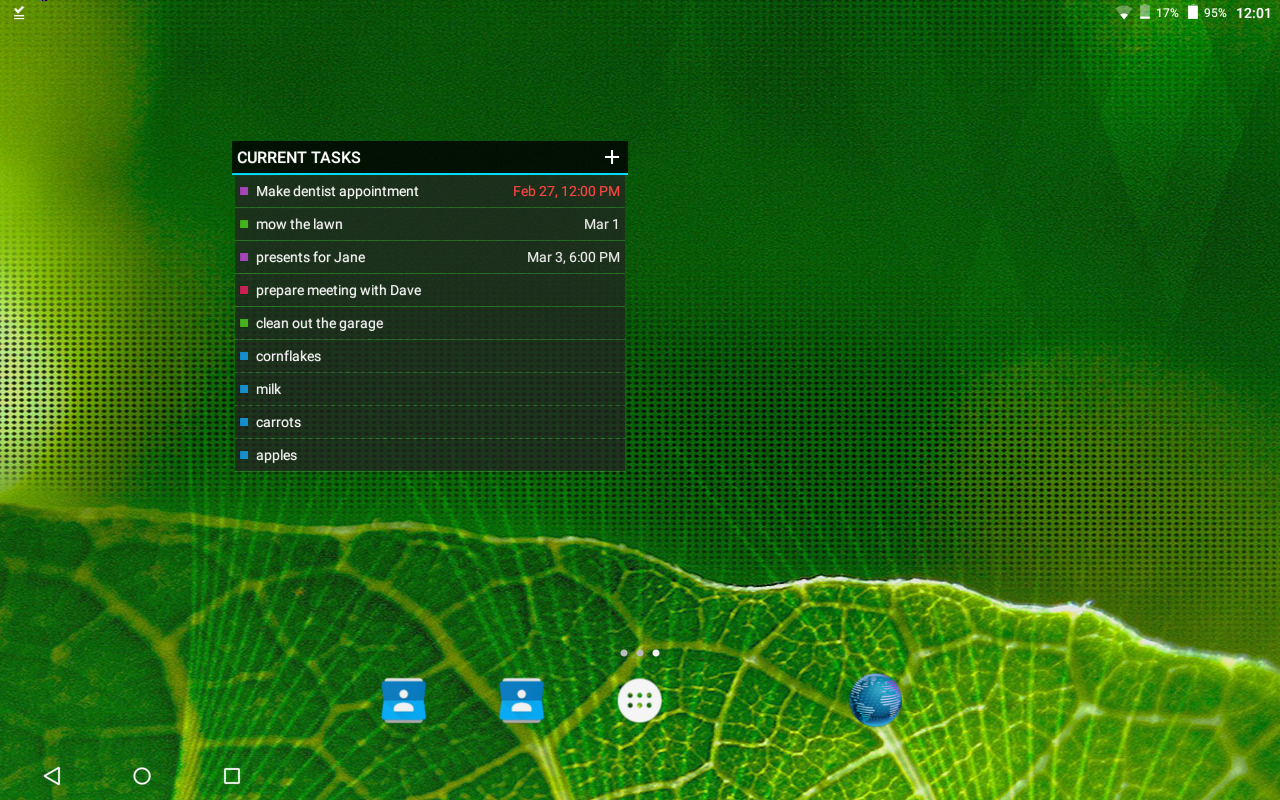 17% 95% 12:01
CURRENT TASKS +
Make dentist appointment Feb 27, 12:00 PM
mow the lawn Mar 1
presents for Jane Mar 3, 6:00 PM
prepare meeting with Dave
clean out the garage
cornflakes
milk
carrots
apples